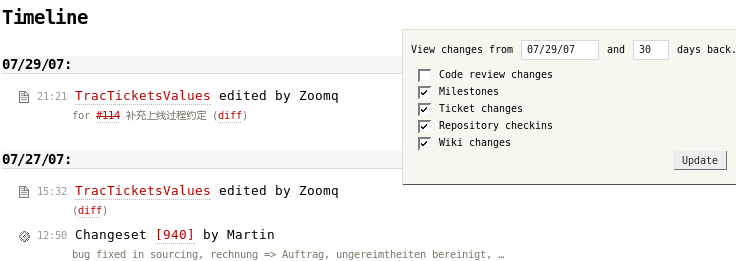 Timeline
View changes from 07/29/07 and 30 days back.
Code review changes
Milestones
Ticket changes
Repository checkins
Wiki changes
Update
07/29/07:
21:21 TracTicketsValues edited by Zoomq
for #114 补充上线过程约定 (diff)
07/27/07:
15:32 TracTicketsValues edited by Zoomq
(diff)
12:50 Changeset [940] by Martin
bug fixed in sourcing, rechnung => Auftrag, ungereimtheiten bereinigt, …